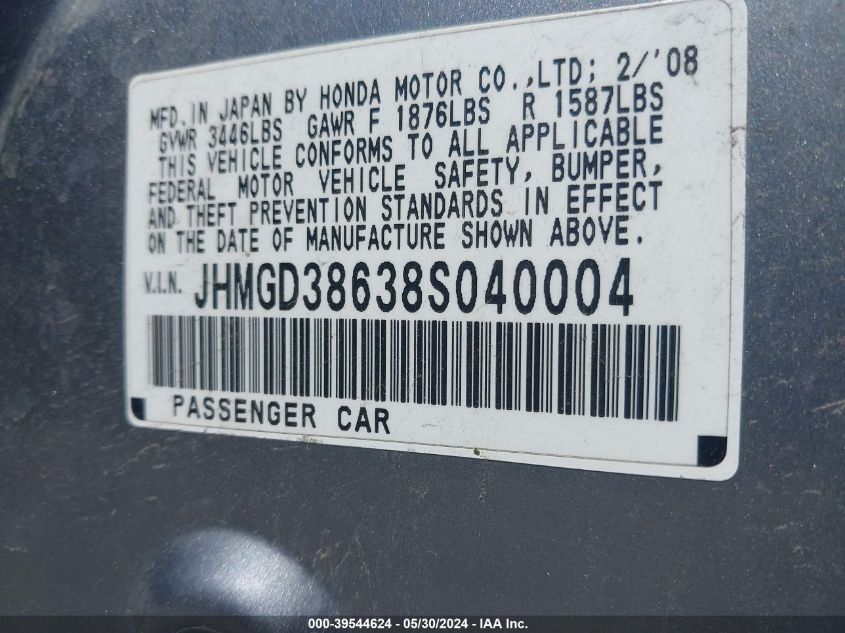 MFD.IN JAPAN BY HONDA MOTOR CO.,LTD; 2/'08
GVWR 3446LBS GAWR F 1876LBS R 1587LBS
THIS VEHICLE CONFORMS TO ALL APPLICABLE
FEDERAL MOTOR VEHICLE SAFETY, BUMPER,
AND THEFT PREVENTION STANDARDS IN EFFECT
ON THE DATE OF MANUFACTURE SHOWN ABOVE.
V.I.N. JHMGD38638S040004
PASSENGER CAR
000-39544624 - 05/30/2024 - IAA Inc.